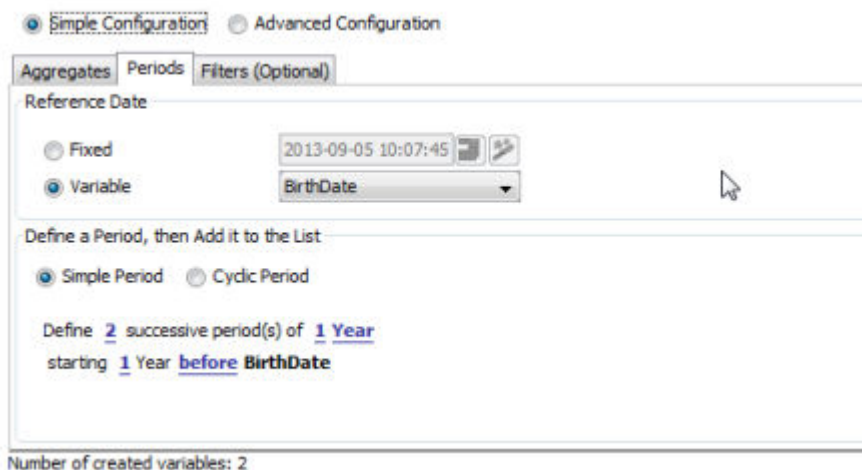 Simple Configuration Advanced Configuration
Aggregates Periods Filters (Optional)
Reference Date
Fixed 2013-09-05 10:07:45
Variable BirthDate
Define a Period, then Add it to the List
Simple Period Cyclic Period
Define 2 successive period(s) of 1 Year
starting 1 Year before BirthDate
Number of created variables: 2